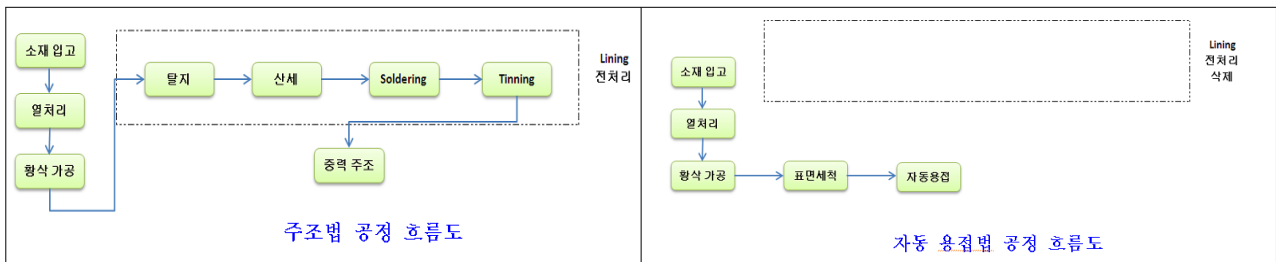 소재 입고
열처리
황삭 가공
탈지
산세
Soldering
Tinning
Lining
전처리
중력 주조
주조법 공정 흐름도
소재 입고
열처리
황삭 가공
표면세척
자동용접
Lining
전처리
삭제
자동 용접법 공정 흐름도